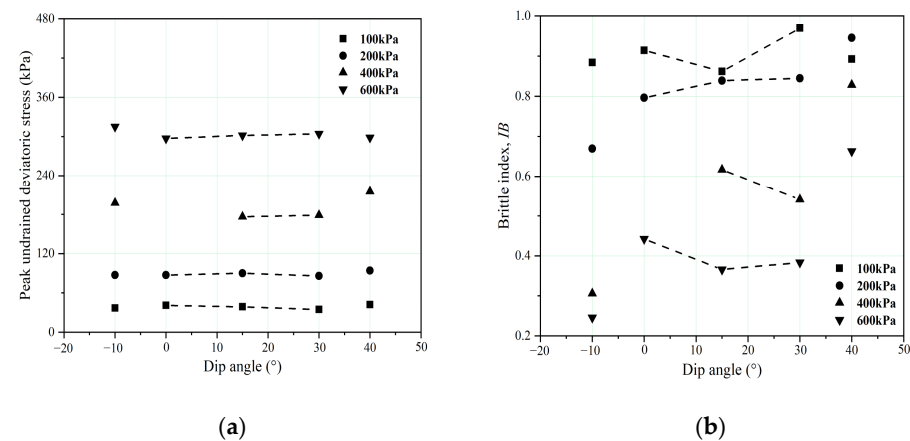 480
360
240
120
0
Peak undrained deviatoric stress (kPa)
100kPa
200kPa
400kPa
600kPa
−20 −10 0 10 20 30 40 50
Dip angle (°)
(a)
1.0
0.8
0.6
0.4
0.2
Brittle index, IB
100kPa
200kPa
400kPa
600kPa
−20 −10 0 10 20 30 40 50
Dip angle (°)
(b)